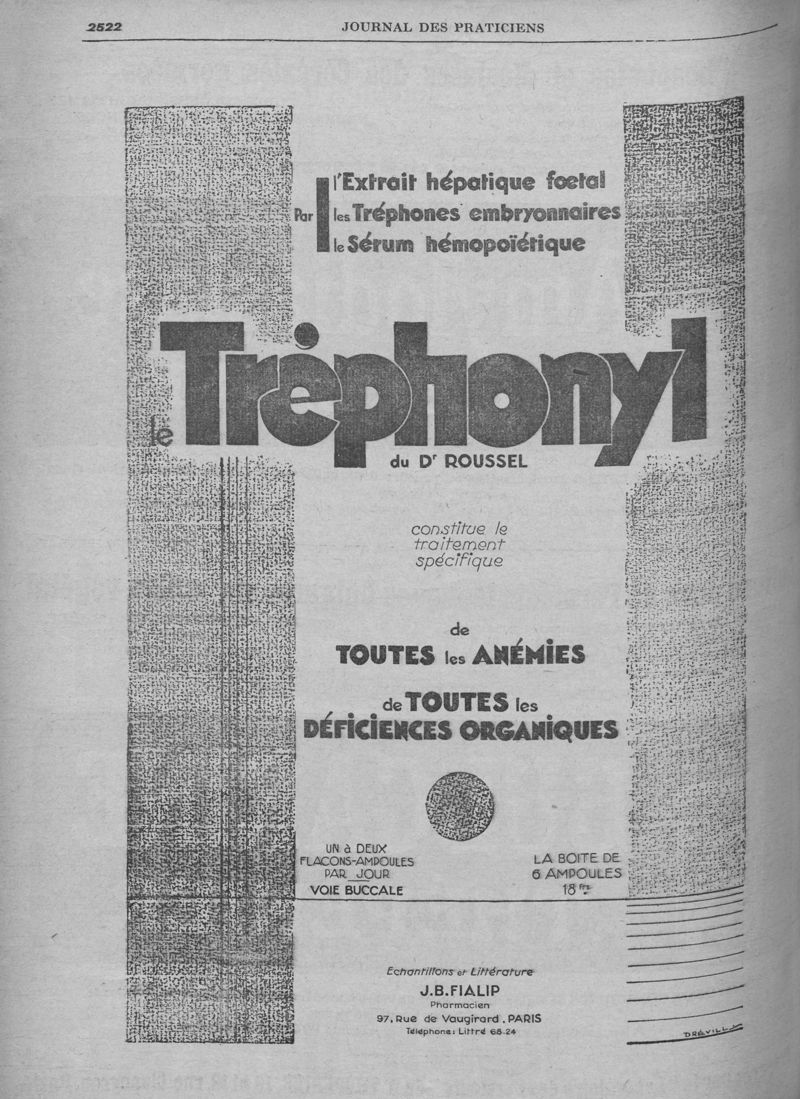 2522
JOURNAL DES PRATICIENS
l'Extrait hépatique fœtal
Par les Tréphones embryonnaires
le Sérum hémopoïétique
le Tréphonyl
du Dr ROUSSEL
constitue le
traitement
spécifique
de
TOUTES les ANÉMIES
de TOUTES les
DÉFICIENCES ORGANIQUES
UN à DEUX
FLACONS-AMPOULES
PAR JOUR
VOIE BUCCALE
LA BOITE DE
6 AMPOULES
18 frs
Echantillons et Littérature
J.B.FIALIP
Pharmacien
97, Rue de Vaugirard. PARIS
Téléphone: Littré 68-24